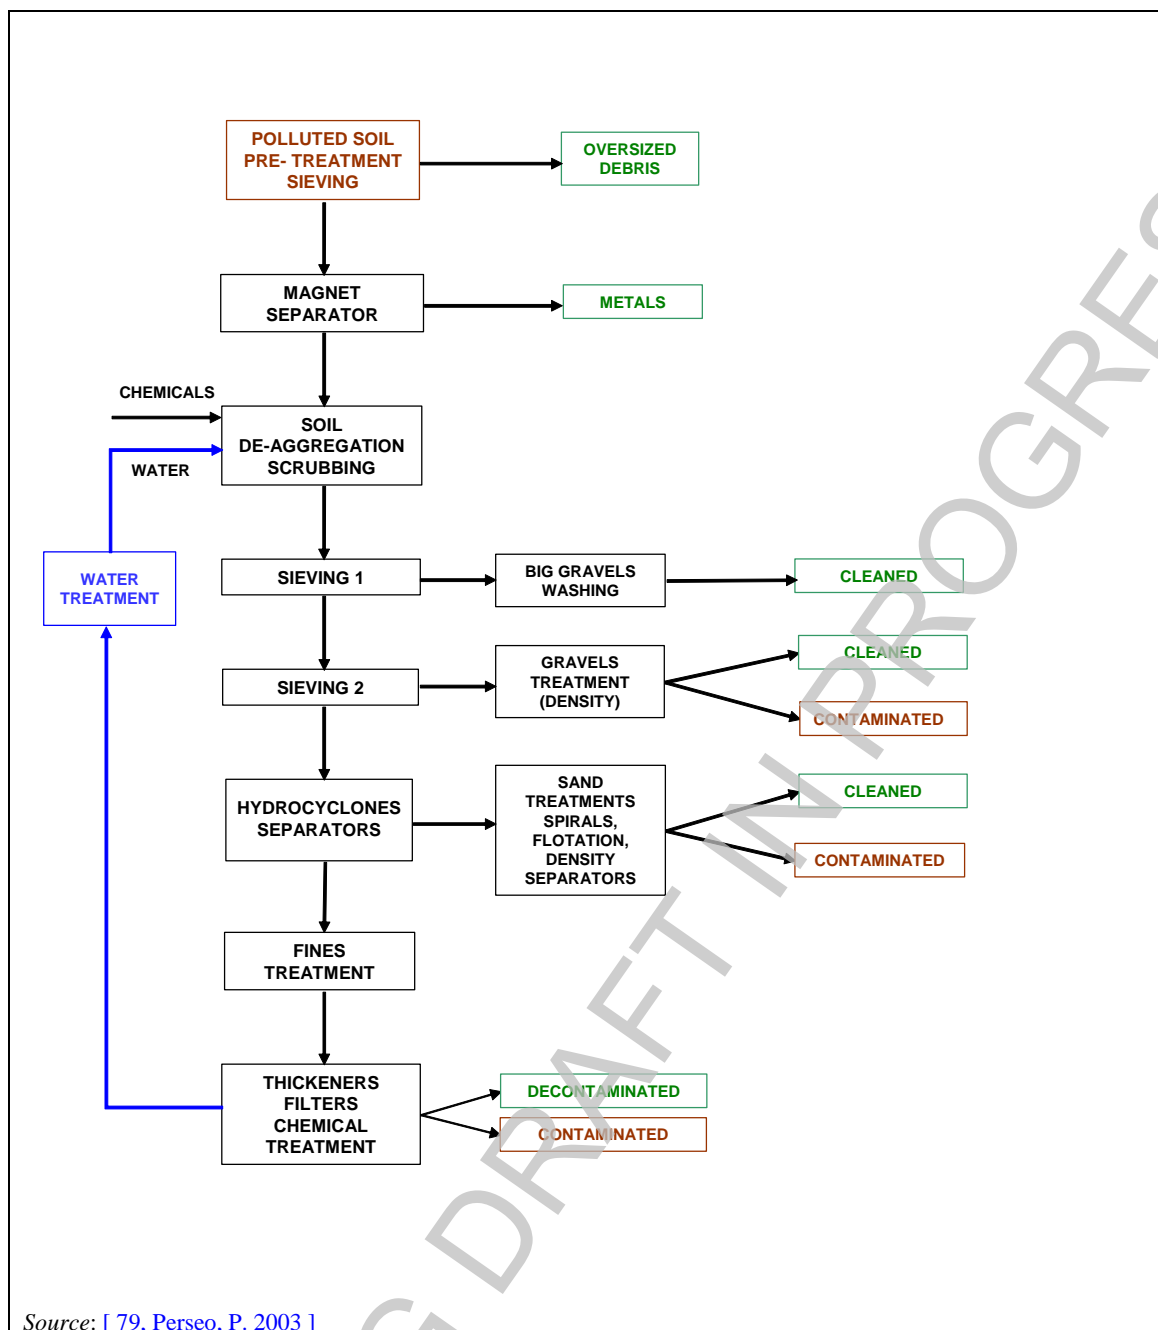 POLLUTED SOIL
PRE- TREATMENT
SIEVING
OVERSIZED
DEBRIS
MAGNET
SEPARATOR
METALS
CHEMICALS
SOIL
DE-AGGREGATION
SCRUBBING
WATER
WATER
TREATMENT
SIEVING 1
BIG GRAVELS
WASHING
CLEANED
SIEVING 2
GRAVELS
TREATMENT
(DENSITY)
CLEANED
CONTAMINATED
HYDROCYCLONES
SEPARATORS
SAND
TREATMENTS
SPIRALS,
FLOTATION,
DENSITY
SEPARATORS
CLEANED
CONTAMINATED
FINES
TREATMENT
THICKENERS
FILTERS
CHEMICAL
TREATMENT
DECONTAMINATED
CONTAMINATED
Source: [ 79, Perseo, P. 2003 ]
G DRAFT IN PROGRES